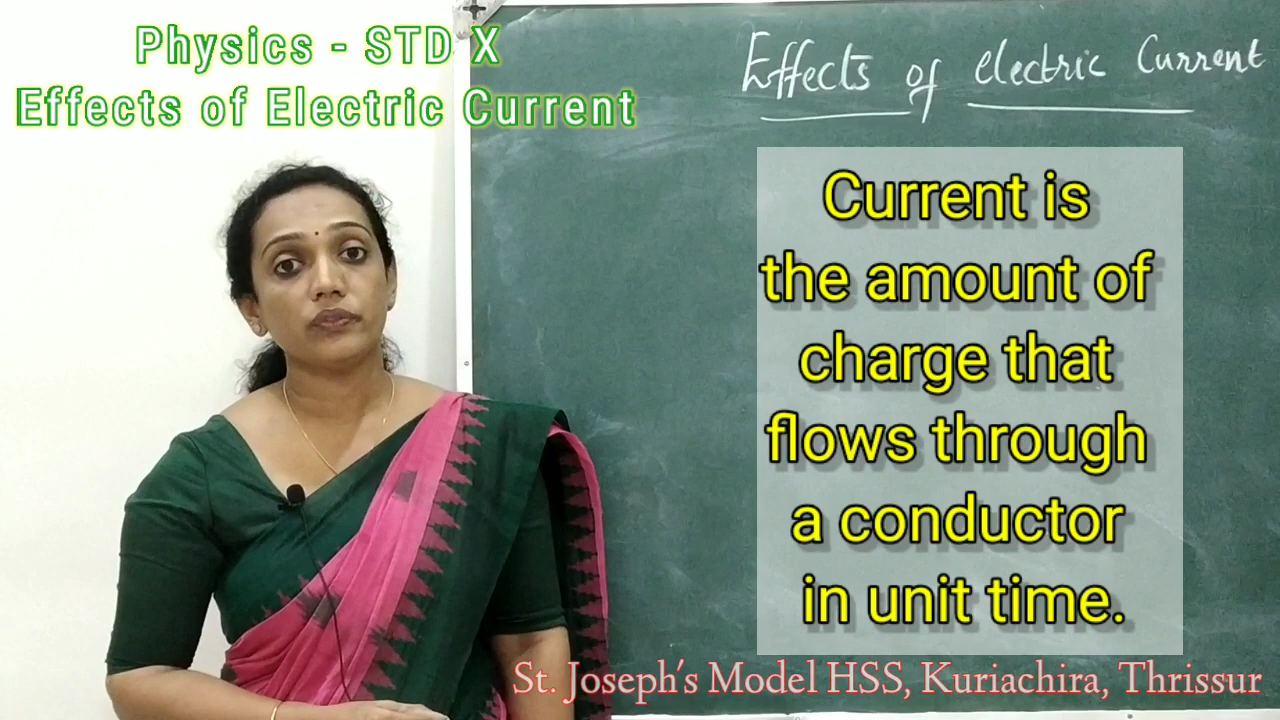 Physics - STD X
Effects of Electric Current
Effects of electric Current
Current is
the amount of
charge that
flows through
a conductor
in unit time.
St. Joseph's Model HSS, Kuriachira, Thrissur